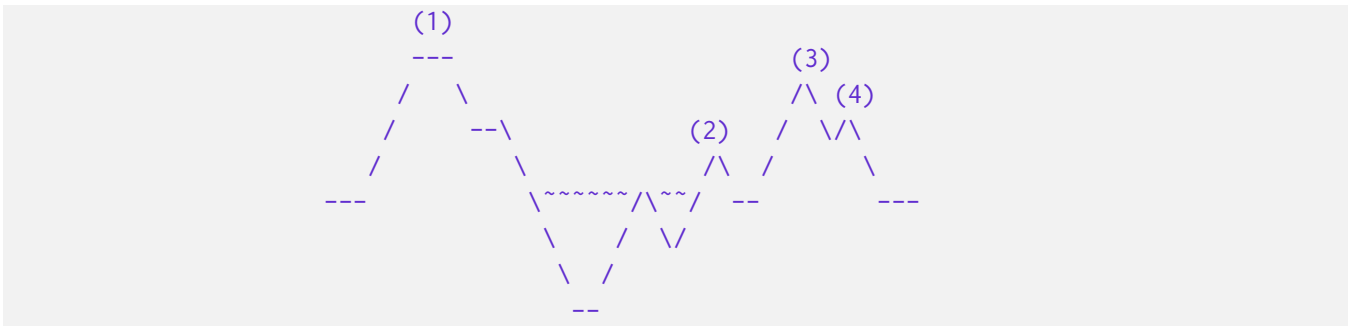 (1)
                            ---                       (3)
                           /   \                      /\ (4)
                          /     --\            (2)   /  \/\
                         /         \            /\  /      \
                      ---           \~~~~~~/\~~/  --        ---
                                     \    /  \/
                                      \  /
                                       --